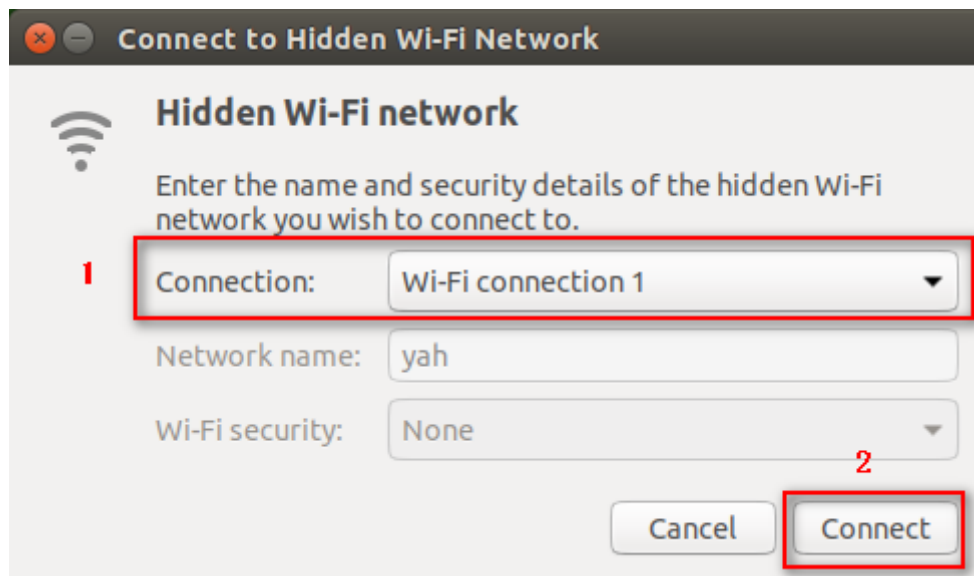 Connect to Hidden Wi-Fi Network
Hidden Wi-Fi network
Enter the name and security details of the hidden Wi-Fi
network you wish to connect to.
1
Connection: Wi-Fi connection 1
Network name: yah
Wi-Fi security: None
2
Cancel Connect